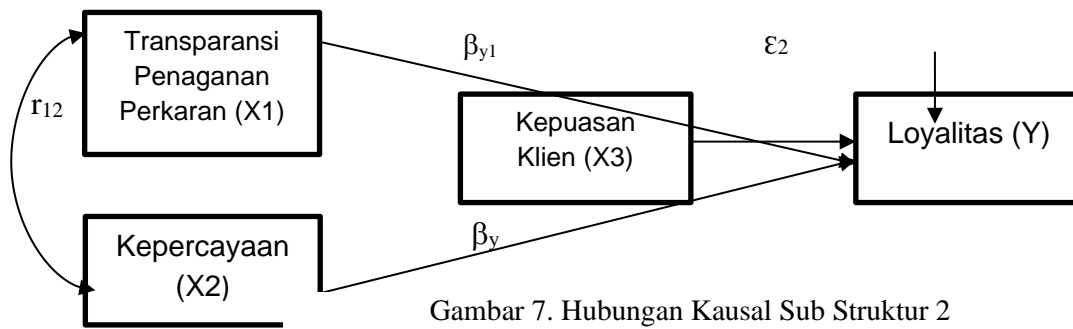 Transparansi
Penaganan
Perkaran (X1)
βy1
ε2
r12
Kepuasan
Klien (X3)
Loyalitas (Y)
Kepercayaan
(X2)
βy
Gambar 7. Hubungan Kausal Sub Struktur 2